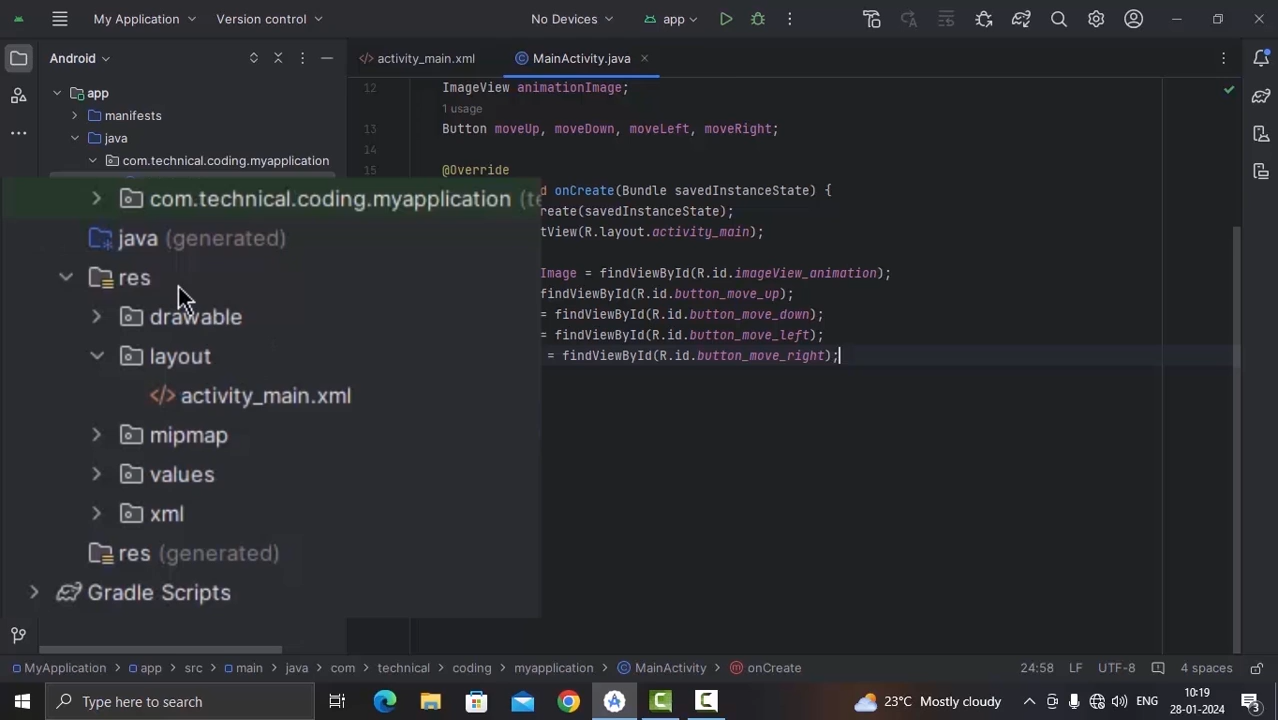 My Application
Version control
No Devices
app
Android
activity_main.xml
MainActivity.java
app
manifests
java
com.technical.coding.myapplication
com.technical.coding.myapplication (te
java (generated)
res
drawable
layout
</> activity_main.xml
mipmap
values
xml
res (generated)
Gradle Scripts
12 ImageView animationImage;
1 usage
13 Button moveUp, moveDown, moveLeft, moveRight;
14
15 @Override
d onCreate(Bundle savedInstanceState) {
create(savedInstanceState);
tView(R.layout.activity_main);
Image = findViewById(R.id.imageView_animation);
findViewById(R.id.button_move_up);
= findViewById(R.id.button_move_down);
= findViewById(R.id.button_move_left);
= findViewById(R.id.button_move_right);
MyApplication > app > src > main > java > com > technical > coding > myapplication > MainActivity > onCreate
24:58 LF UTF-8 4 spaces
Type here to search
23°C Mostly cloudy
ENG
10:19
28-01-2024
3